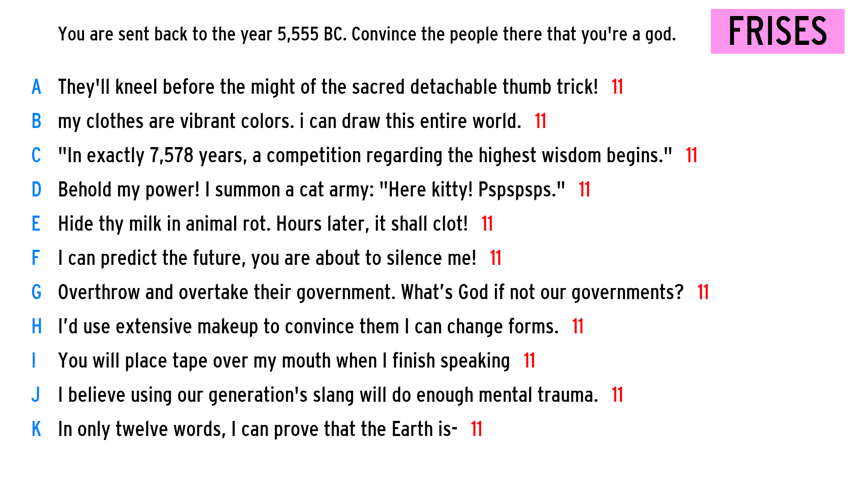 You are sent back to the year 5,555 BC. Convince the people there that you're a god.
FRISES
A They'll kneel before the might of the sacred detachable thumb trick! 11
B my clothes are vibrant colors. i can draw this entire world. 11
C "In exactly 7,578 years, a competition regarding the highest wisdom begins." 11
D Behold my power! I summon a cat army: "Here kitty! Pspspsps." 11
E Hide thy milk in animal rot. Hours later, it shall clot! 11
F I can predict the future, you are about to silence me! 11
G Overthrow and overtake their government. What’s God if not our governments? 11
H I’d use extensive makeup to convince them I can change forms. 11
I You will place tape over my mouth when I finish speaking 11
J I believe using our generation's slang will do enough mental trauma. 11
K In only twelve words, I can prove that the Earth is- 11